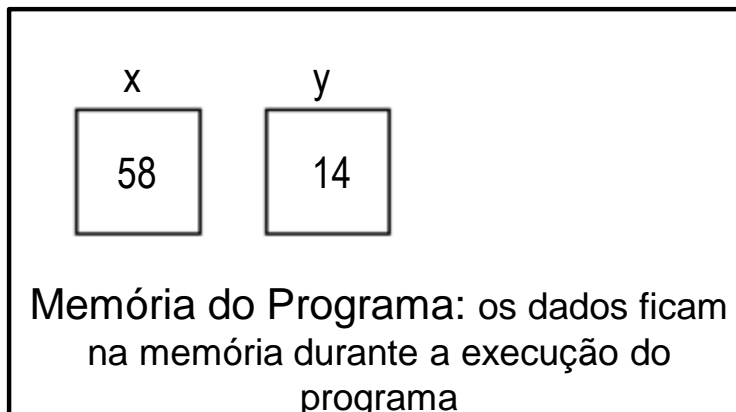 x y
58 14
Memória do Programa: os dados ficam
na memória durante a execução do
programa